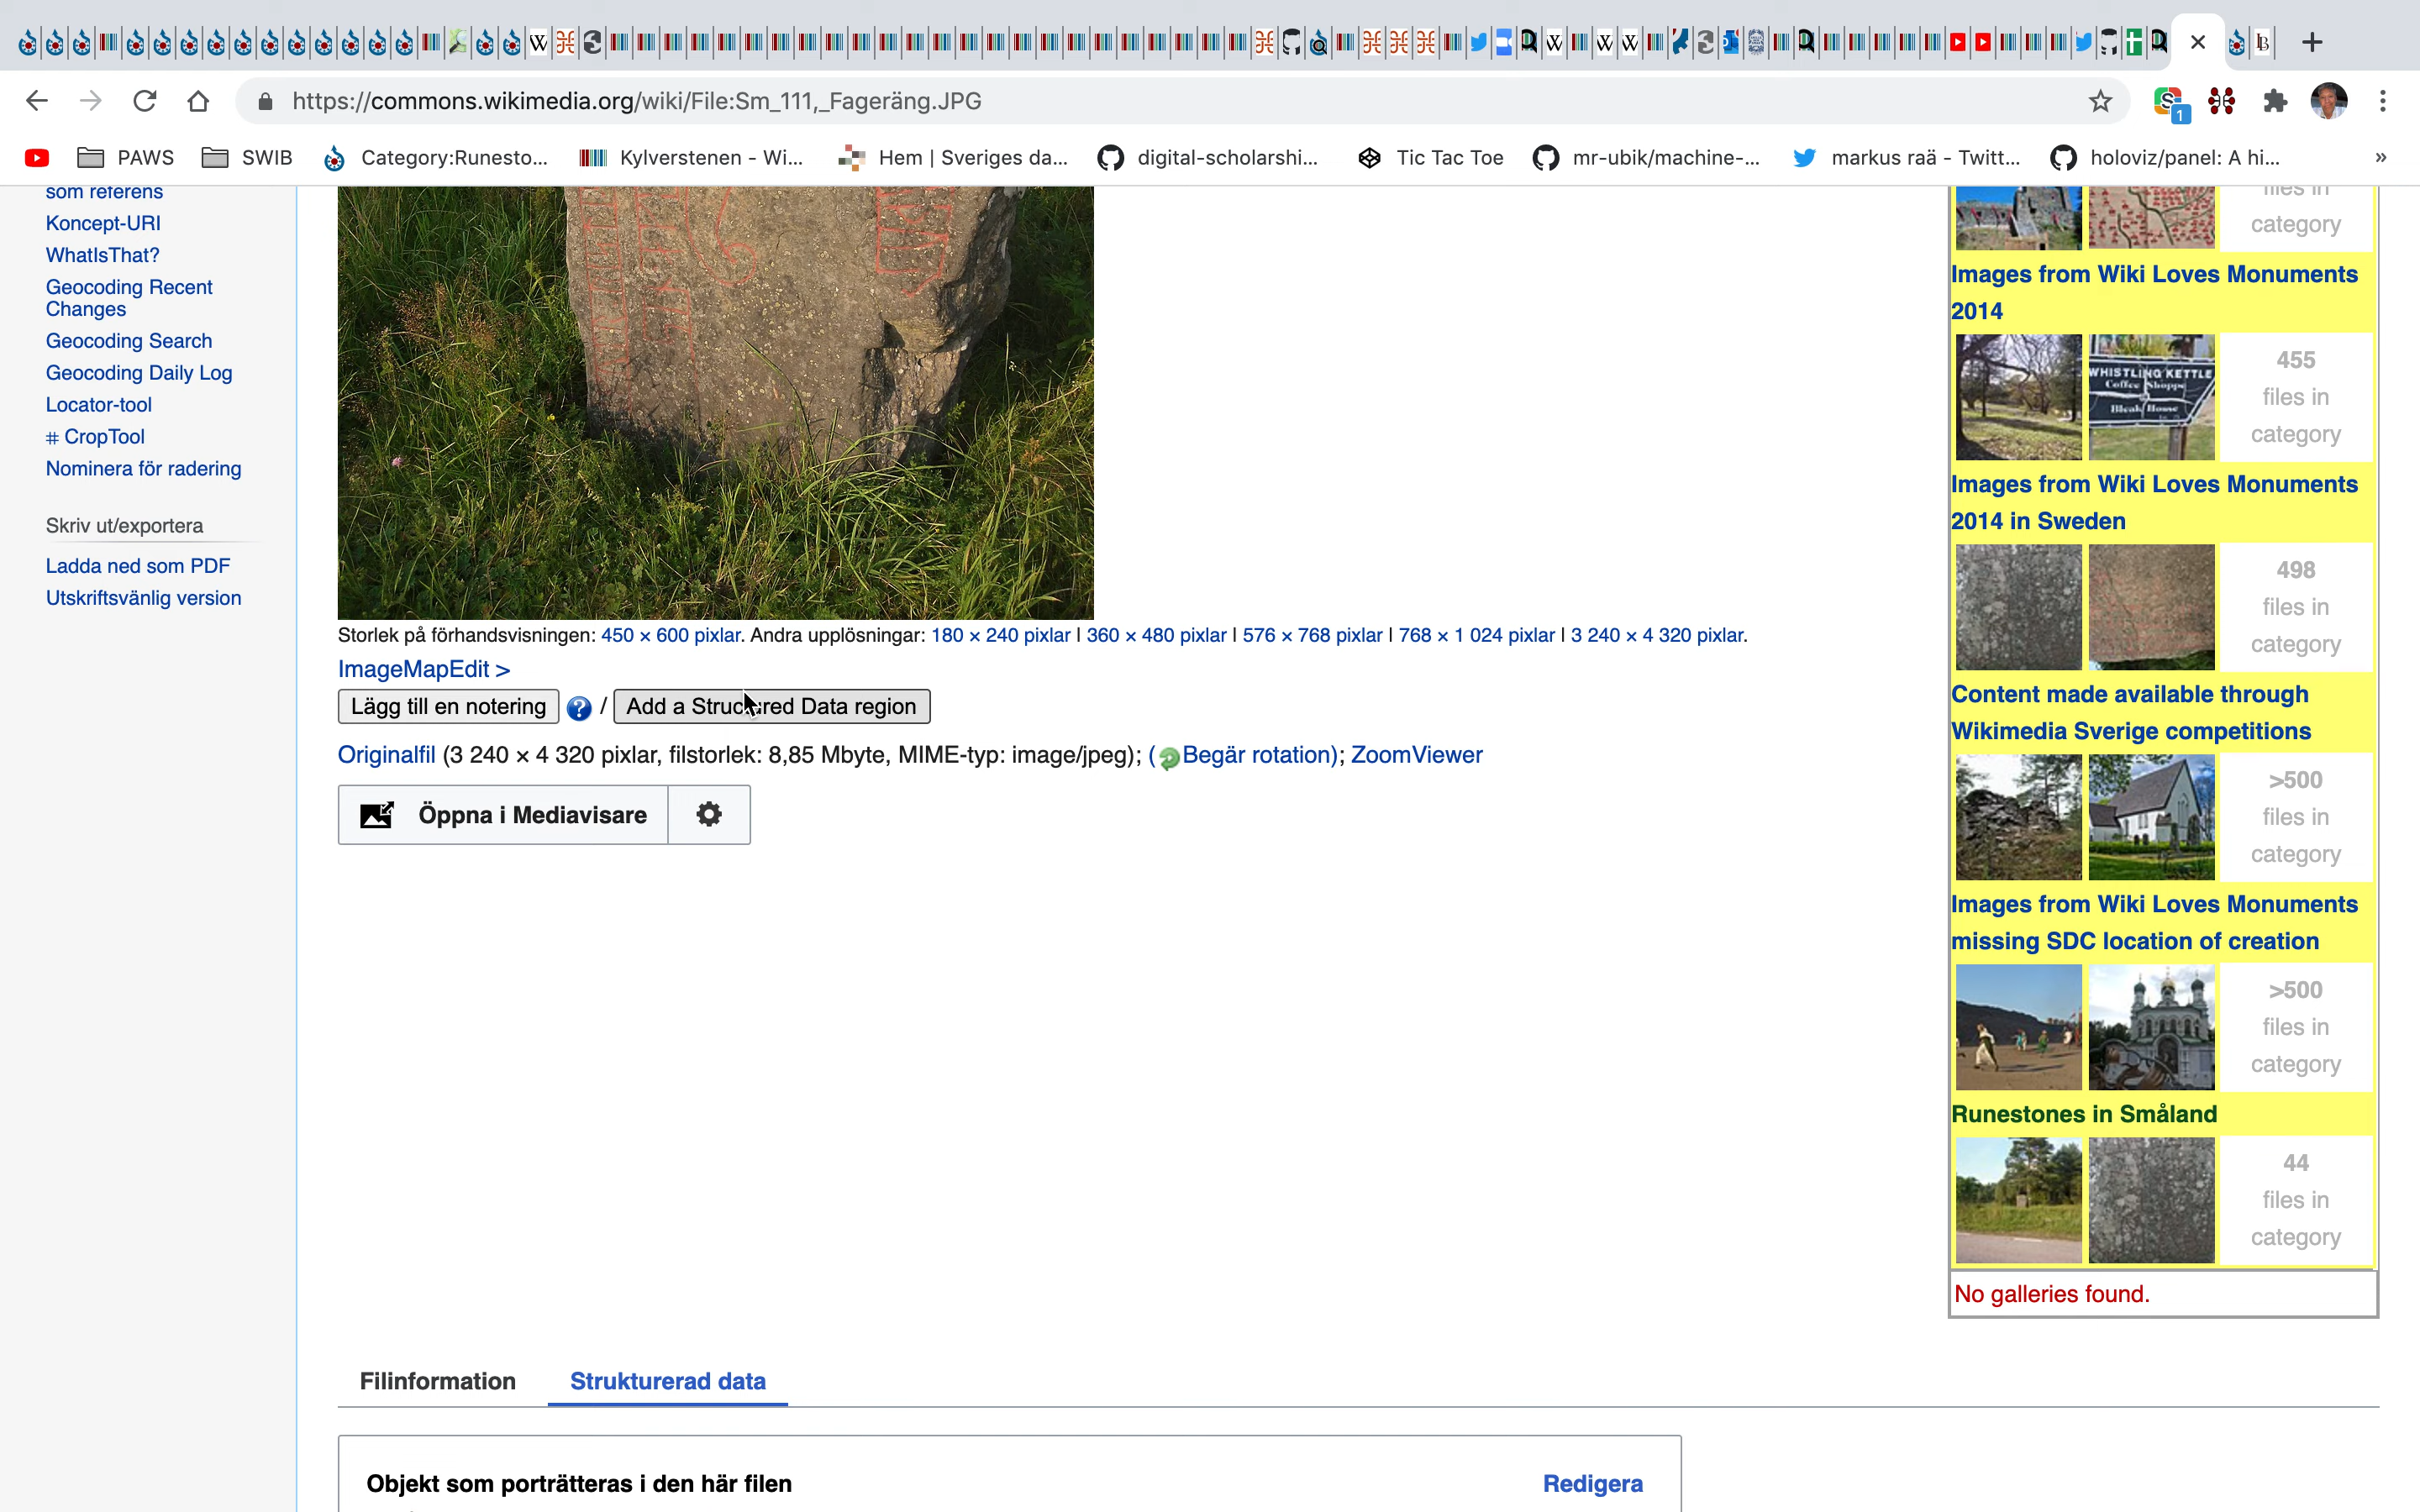 https://commons.wikimedia.org/wiki/File:Sm_111,_Fageräng.JPG
1
PAWS
SWIB
Category:Runesto...
Kylverstenen - Wi...
Hem | Sveriges da...
digital-scholarshi...
Tic Tac Toe
mr-ubik/machine-...
markus raä - Twitt...
holoviz/panel: A hi...
»
som referens
Koncept-URI
WhatIsThat?
Geocoding Recent
Changes
Geocoding Search
Geocoding Daily Log
Locator-tool
# CropTool
Nominera för radering
Skriv ut/exportera
Ladda ned som PDF
Utskriftsvänlig version
Storlek på förhandsvisningen: 450 × 600 pixlar. Andra upplösningar: 180 × 240 pixlar | 360 × 480 pixlar | 576 × 768 pixlar | 768 × 1 024 pixlar | 3 240 × 4 320 pixlar.
ImageMapEdit >
Lägg till en notering ? / Add a Structured Data region
Originalfil (3 240 × 4 320 pixlar, filstorlek: 8,85 Mbyte, MIME-typ: image/jpeg); (Begär rotation); ZoomViewer
Öppna i Mediavisare
files in
category
Images from Wiki Loves Monuments
2014
WHISTLING KETTLE
Coffee Shoppe
Bleak House
455
files in
category
Images from Wiki Loves Monuments
2014 in Sweden
498
files in
category
Content made available through
Wikimedia Sverige competitions
>500
files in
category
Images from Wiki Loves Monuments
missing SDC location of creation
>500
files in
category
Runestones in Småland
44
files in
category
No galleries found.
Filinformation
Strukturerad data
Objekt som porträtteras i den här filen
Redigera